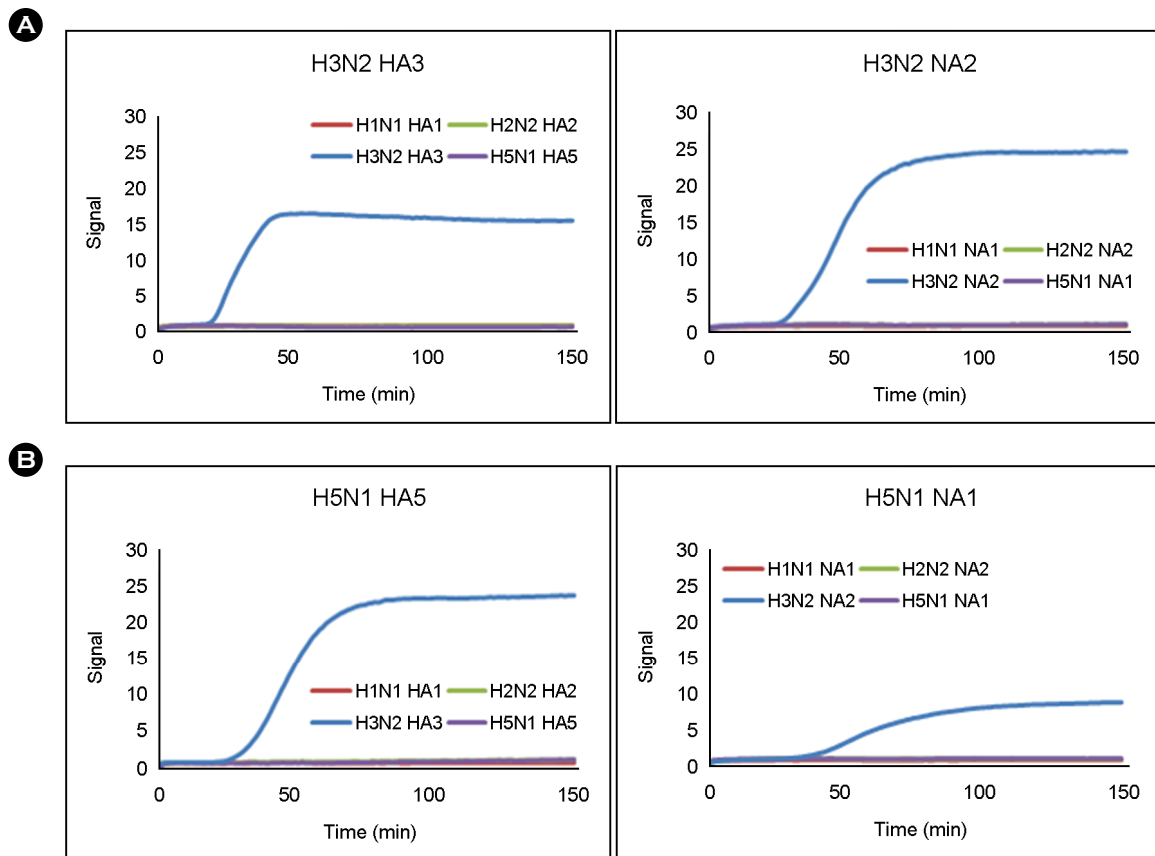 A
H3N2 HA3
30
25
20
15
10
5
0
Signal
H1N1 HA1 H2N2 HA2
H3N2 HA3 H5N1 HA5
0 50 100 150
Time (min)
H3N2 NA2
30
25
20
15
10
5
0
Signal
H1N1 NA1 H2N2 NA2
H3N2 NA2 H5N1 NA1
0 50 100 150
Time (min)
B
H5N1 HA5
30
25
20
15
10
5
0
Signal
H1N1 HA1 H2N2 HA2
H3N2 HA3 H5N1 HA5
0 50 100 150
Time (min)
H5N1 NA1
30
25
20
15
10
5
0
Signal
H1N1 NA1 H2N2 NA2
H3N2 NA2 H5N1 NA1
0 50 100 150
Time (min)